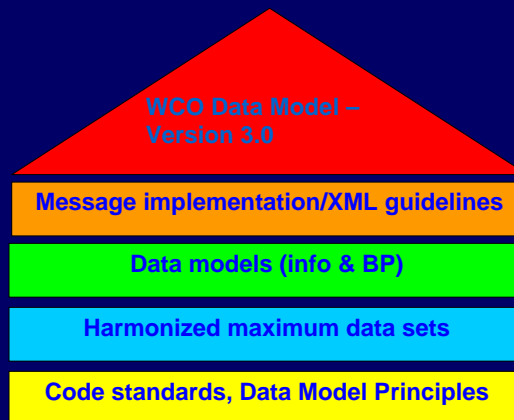 WCO Data Model –
Version 3.0
Message implementation/XML guidelines
Data models (info & BP)
Harmonized maximum data sets
Code standards, Data Model Principles